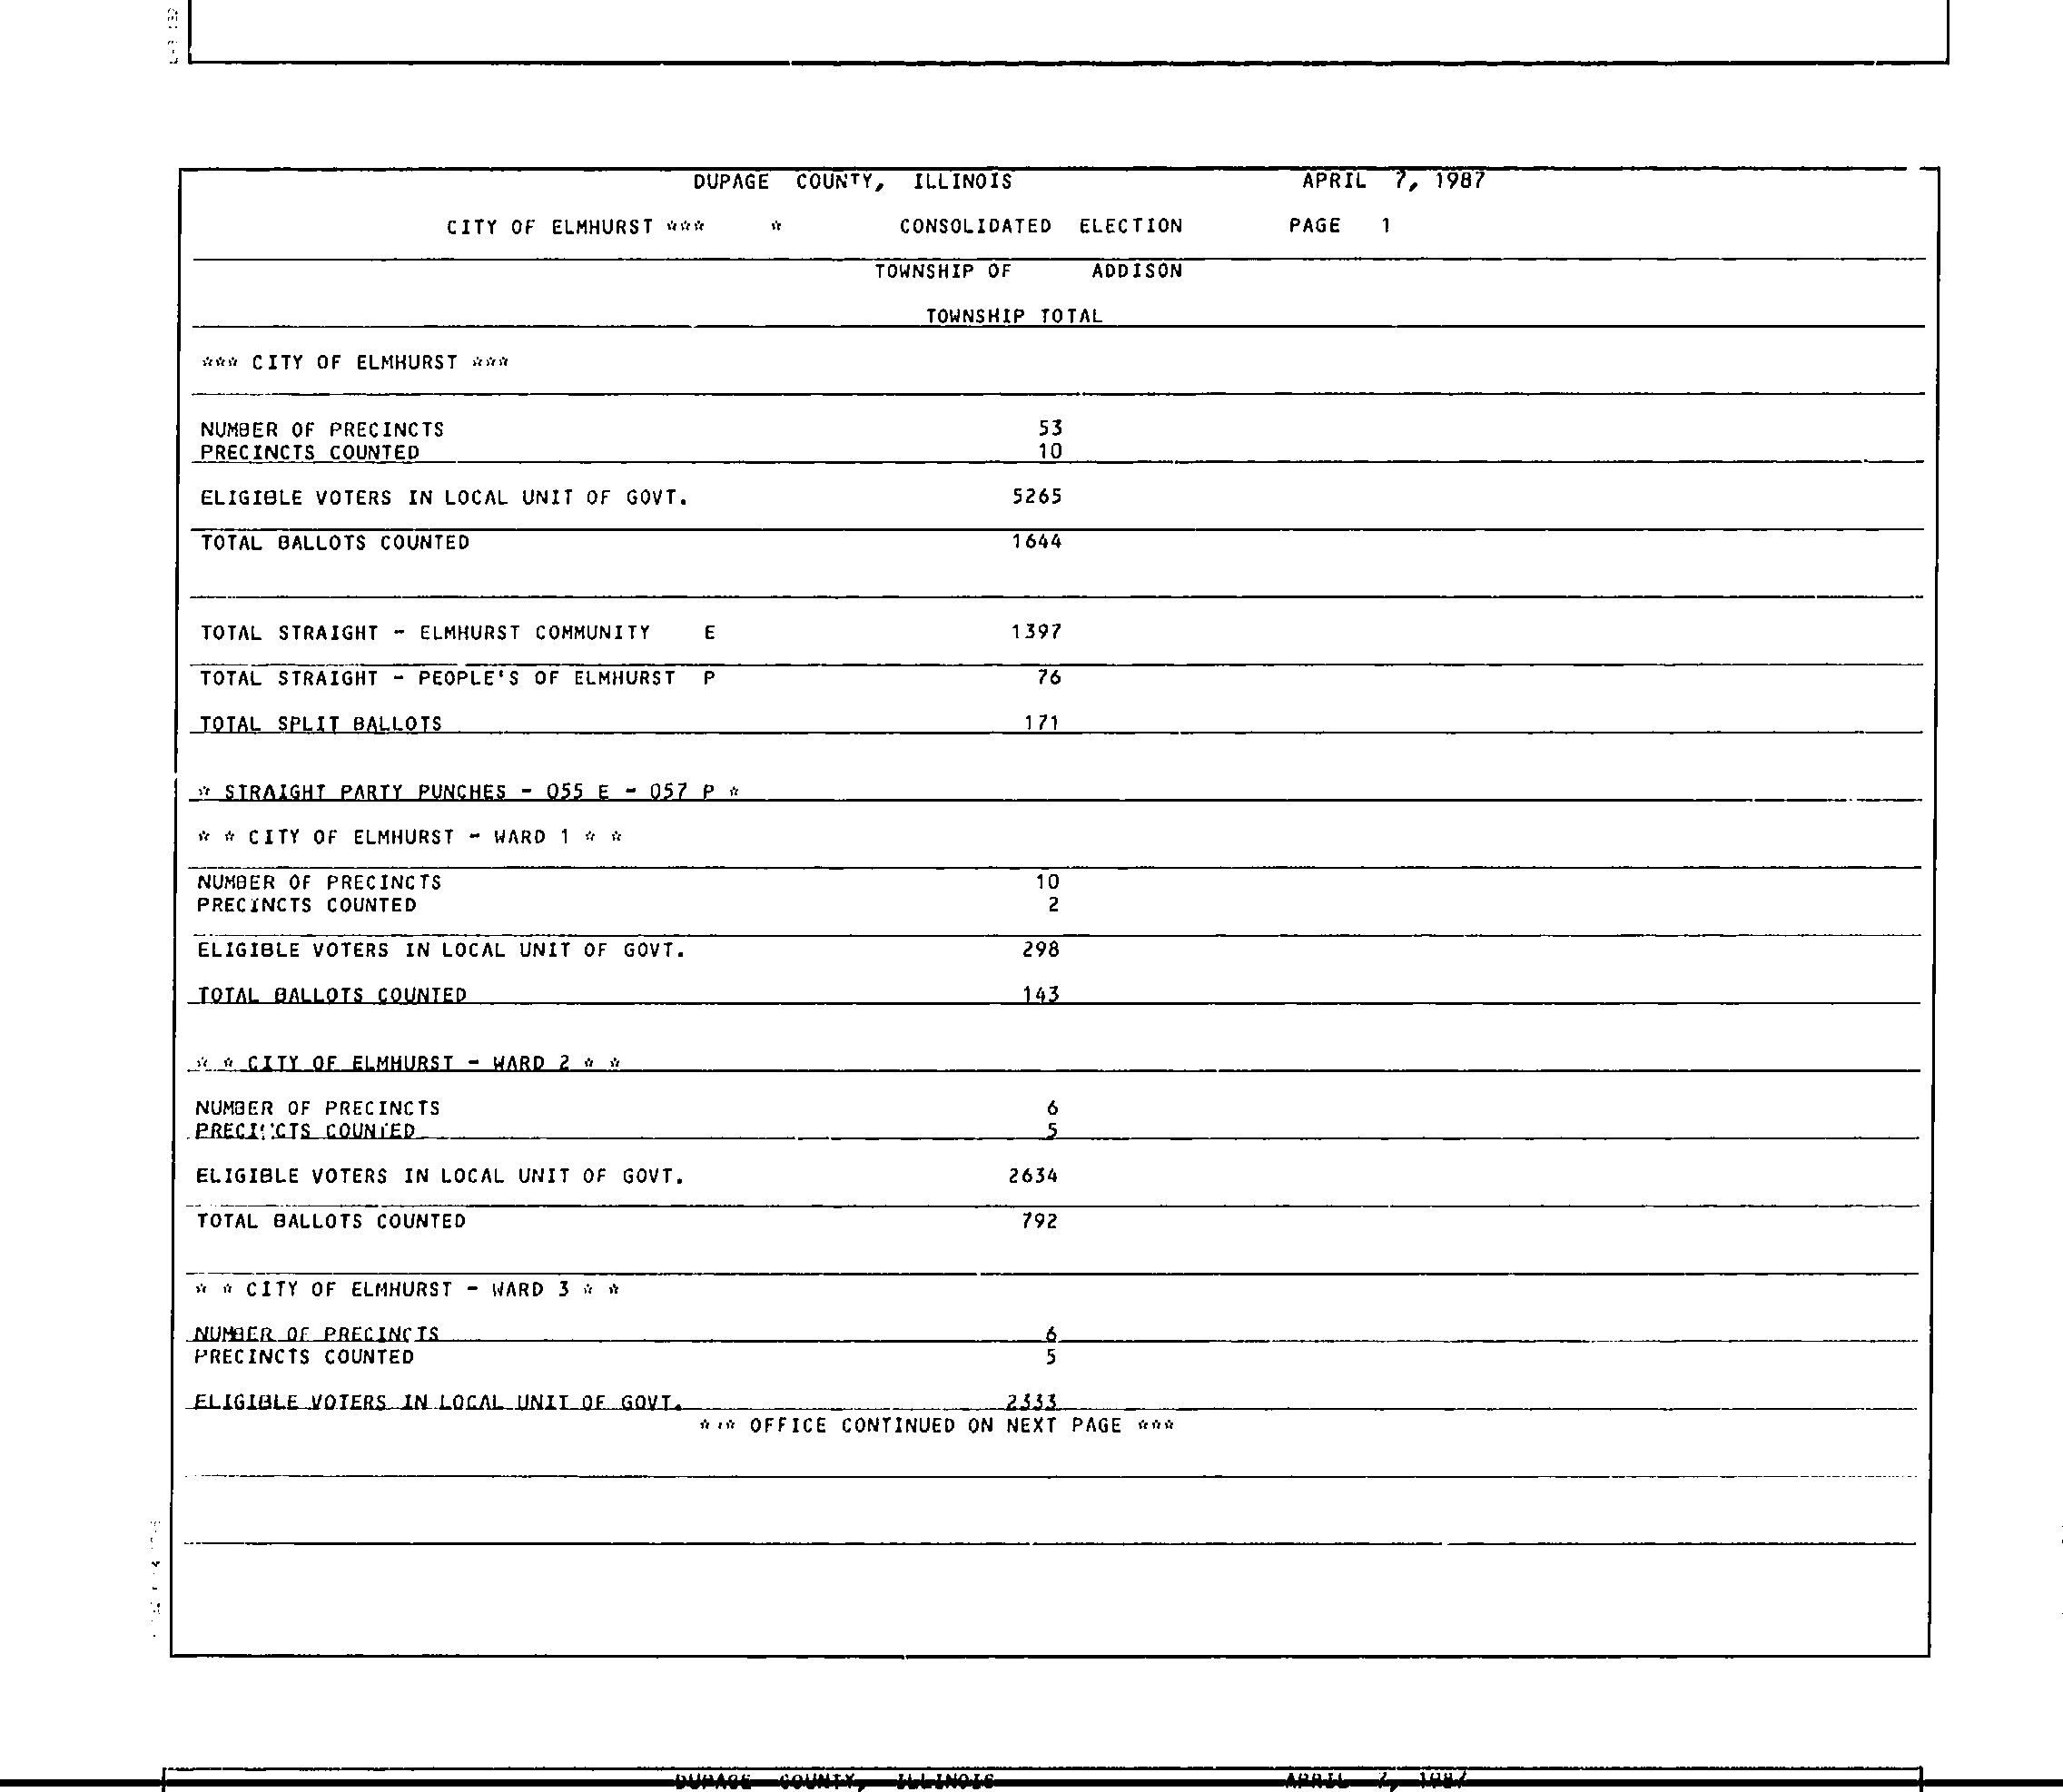 DUPAGE COUNTY, ILLINOIS APRIL 7, 1987
CITY OF ELMHURST *** * CONSOLIDATED ELECTION PAGE 1
TOWNSHIP OF ADDISON
TOWNSHIP TOTAL
*** CITY OF ELMHURST ***
NUMBER OF PRECINCTS 53
PRECINCTS COUNTED 10
ELIGIBLE VOTERS IN LOCAL UNIT OF GOVT. 5265
TOTAL BALLOTS COUNTED 1644
TOTAL STRAIGHT - ELMHURST COMMUNITY E 1397
TOTAL STRAIGHT - PEOPLE'S OF ELMHURST P 76
TOTAL SPLIT BALLOTS 171
* STRAIGHT PARTY PUNCHES - 055 E - 057 P *
* * CITY OF ELMHURST - WARD 1 * *
NUMBER OF PRECINCTS 10
PRECINCTS COUNTED 2
ELIGIBLE VOTERS IN LOCAL UNIT OF GOVT. 298
TOTAL BALLOTS COUNTED 143
* * CITY OF ELMHURST - WARD 2 * *
NUMBER OF PRECINCTS 6
PRECINCTS COUNTED 5
ELIGIBLE VOTERS IN LOCAL UNIT OF GOVT. 2634
TOTAL BALLOTS COUNTED 792
* * CITY OF ELMHURST - WARD 3 * *
NUMBER OF PRECINCTS 6
PRECINCTS COUNTED 5
ELIGIBLE VOTERS IN LOCAL UNIT OF GOVT. 2333
*** OFFICE CONTINUED ON NEXT PAGE ***
DUPAGE COUNTY, ILLINOIS APRIL 7, 1987